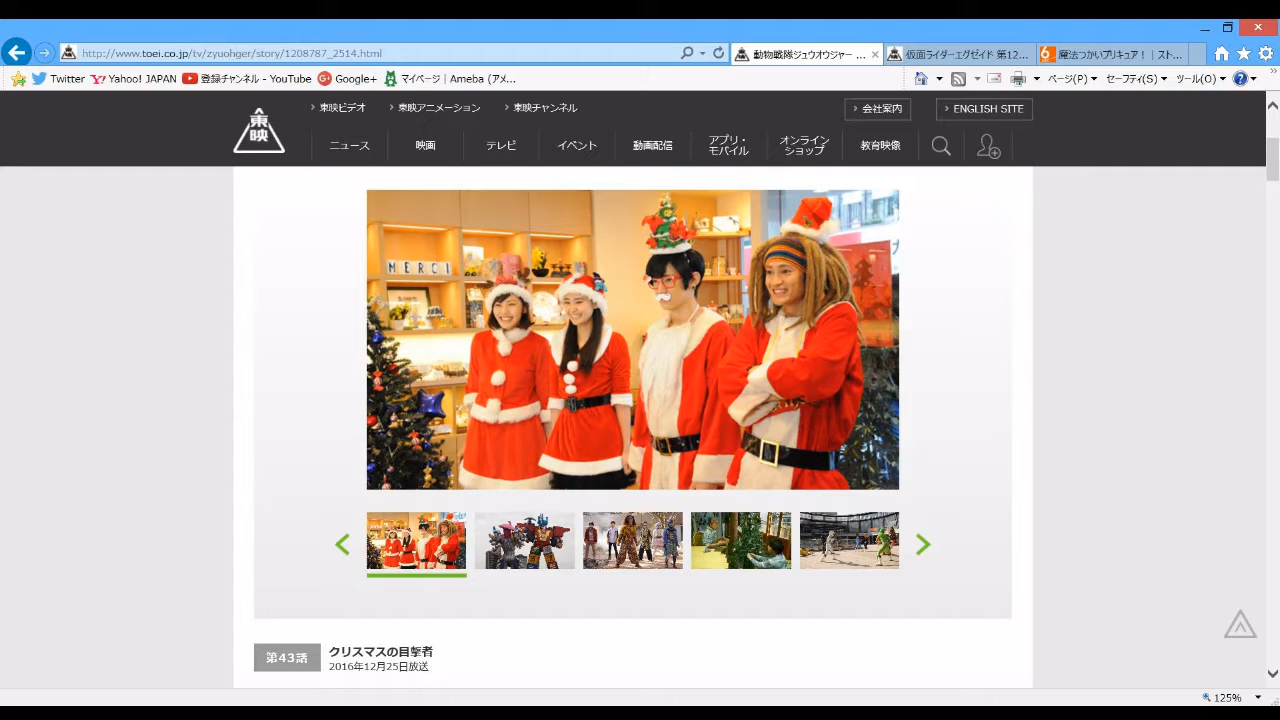 http://www.toei.co.jp/tv/zyuohger/story/1208787_2514.html
動物戦隊ジュウオウジャー ...
仮面ライダーエグゼイド 第12...
魔法つかいプリキュア！ | スト...
Twitter
Yahoo! JAPAN
登録チャンネル - YouTube
Google+
マイページ | Ameba (アメ...
ページ(P)
セーフティ(S)
ツール(O)
東映
東映ビデオ
東映アニメーション
東映チャンネル
会社案内
ENGLISH SITE
ニュース
映画
テレビ
イベント
動画配信
アプリ・
モバイル
オンライン
ショップ
教育映像
MERCI
第43話
クリスマスの目撃者
2016年12月25日放送
125%